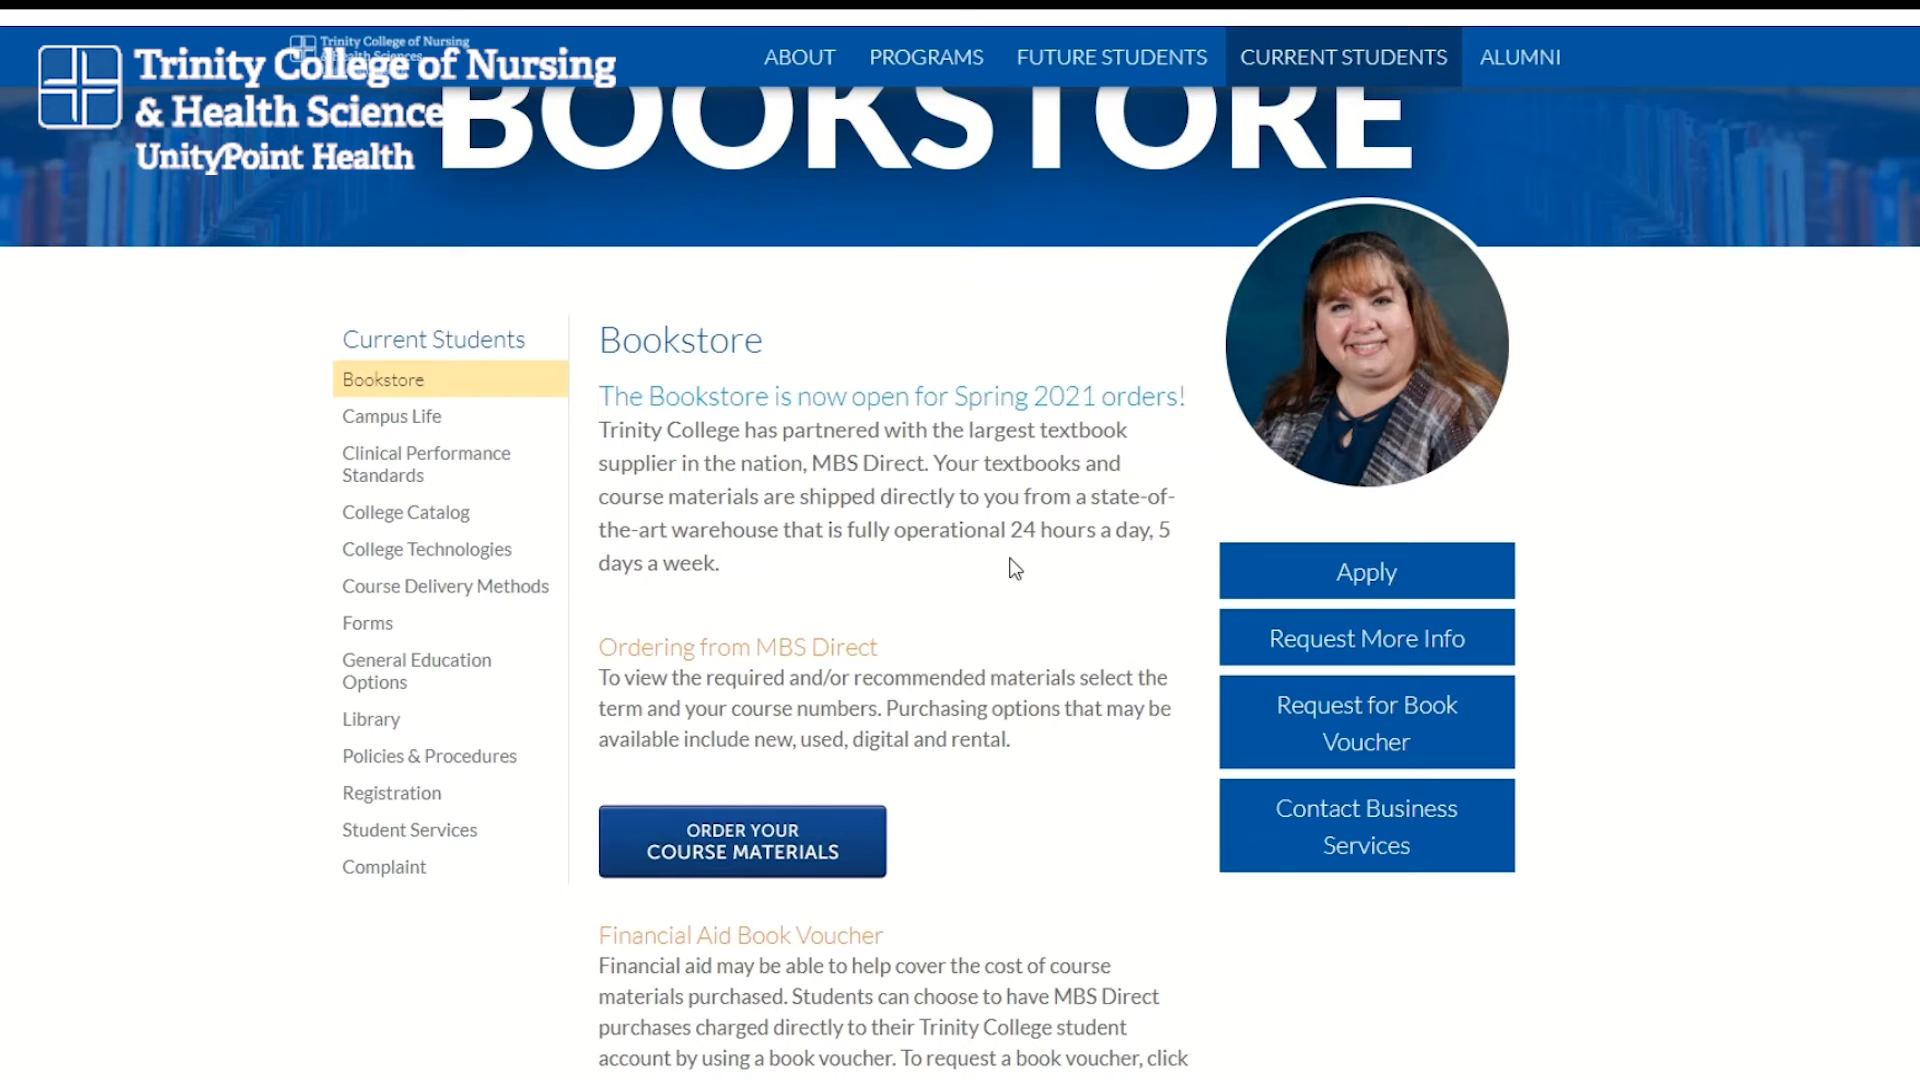 Trinity College of Nursing
& Health Science
UnityPoint Health
Trinity College of Nursing
& Health Sciences
ABOUT
PROGRAMS
FUTURE STUDENTS
CURRENT STUDENTS
ALUMNI
BOOKSTORE
Current Students
Bookstore
Campus Life
Clinical Performance
Standards
College Catalog
College Technologies
Course Delivery Methods
Forms
General Education
Options
Library
Policies & Procedures
Registration
Student Services
Complaint
Bookstore
The Bookstore is now open for Spring 2021 orders!
Trinity College has partnered with the largest textbook
supplier in the nation, MBS Direct. Your textbooks and
course materials are shipped directly to you from a state-of-
the-art warehouse that is fully operational 24 hours a day, 5
days a week.
Ordering from MBS Direct
To view the required and/or recommended materials select the
term and your course numbers. Purchasing options that may be
available include new, used, digital and rental.
ORDER YOUR
COURSE MATERIALS
Financial Aid Book Voucher
Financial aid may be able to help cover the cost of course
materials purchased. Students can choose to have MBS Direct
purchases charged directly to their Trinity College student
account by using a book voucher. To request a book voucher, click
Apply
Request More Info
Request for Book
Voucher
Contact Business
Services